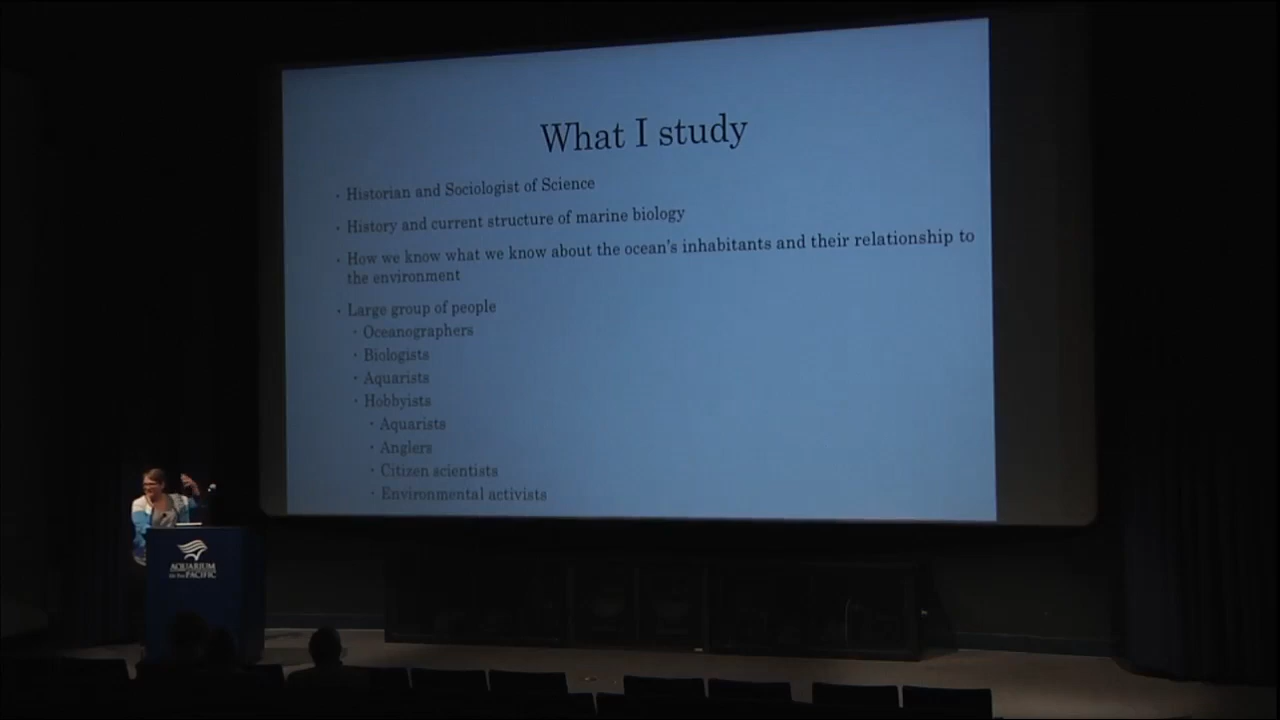 What I study
· Historian and Sociologist of Science
· History and current structure of marine biology
· How we know what we know about the ocean's inhabitants and their relationship to
the environment
· Large group of people
· Oceanographers
· Biologists
· Aquarists
· Hobbyists
· Aquarists
· Anglers
· Citizen scientists
· Environmental activists
AQUARIUM
OF THE PACIFIC